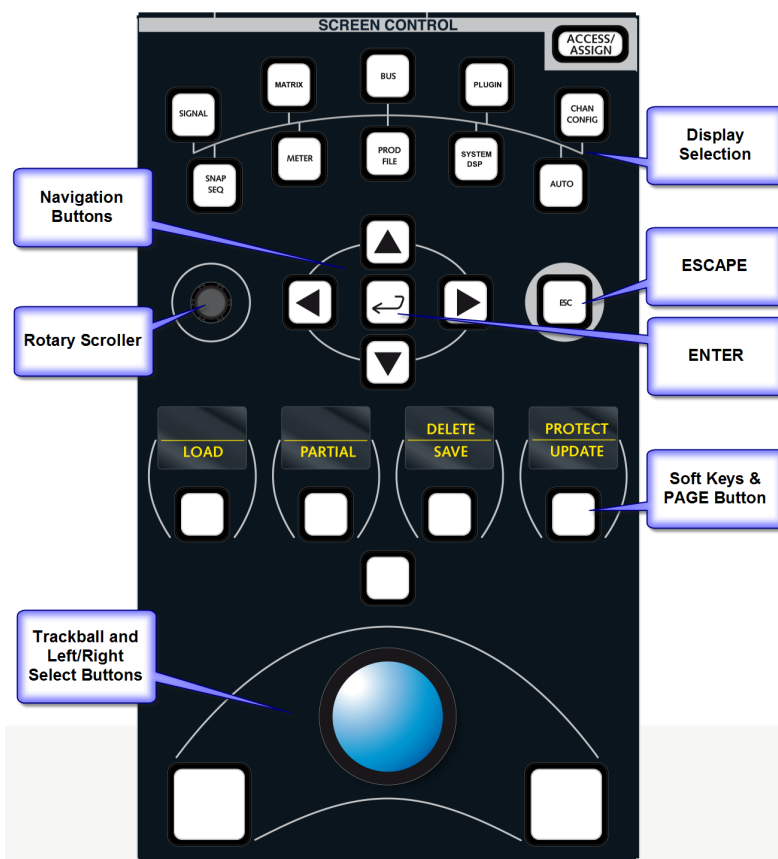 SCREEN CONTROL
ACCESS/
ASSIGN
BUS
MATRIX
PLUGIN
SIGNAL
CHAN
CONFIG
SNAP
SEQ
METER
PROD
FILE
SYSTEM
DSP
AUTO
Display
Selection
Navigation
Buttons
ESCAPE
ESC
Rotary Scroller
ENTER
LOAD
PARTIAL
DELETE
SAVE
PROTECT
UPDATE
Soft Keys &
PAGE Button
Trackball and
Left/Right
Select Buttons